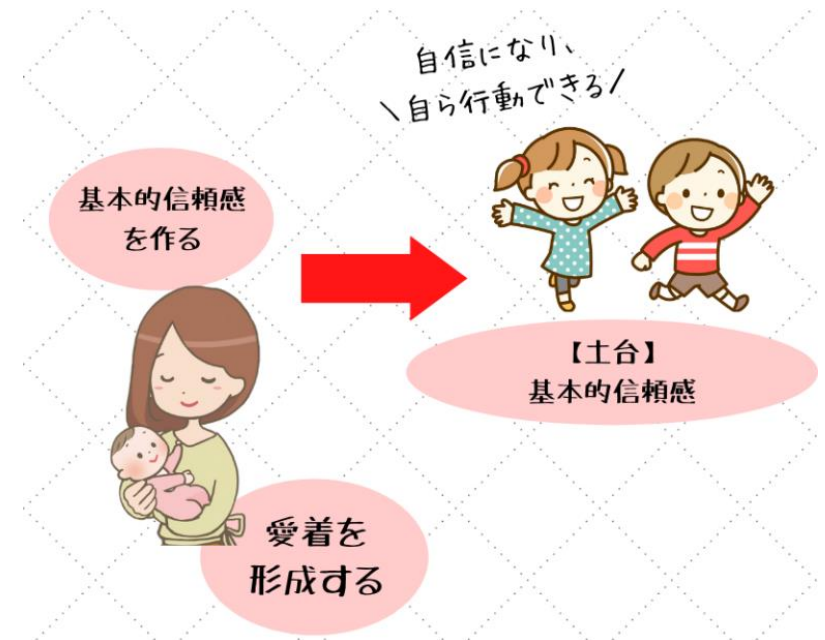 自信になり、
\自ら行動できる/
基本的信頼感
を作る
【土台】
基本的信頼感
愛着を
形成する